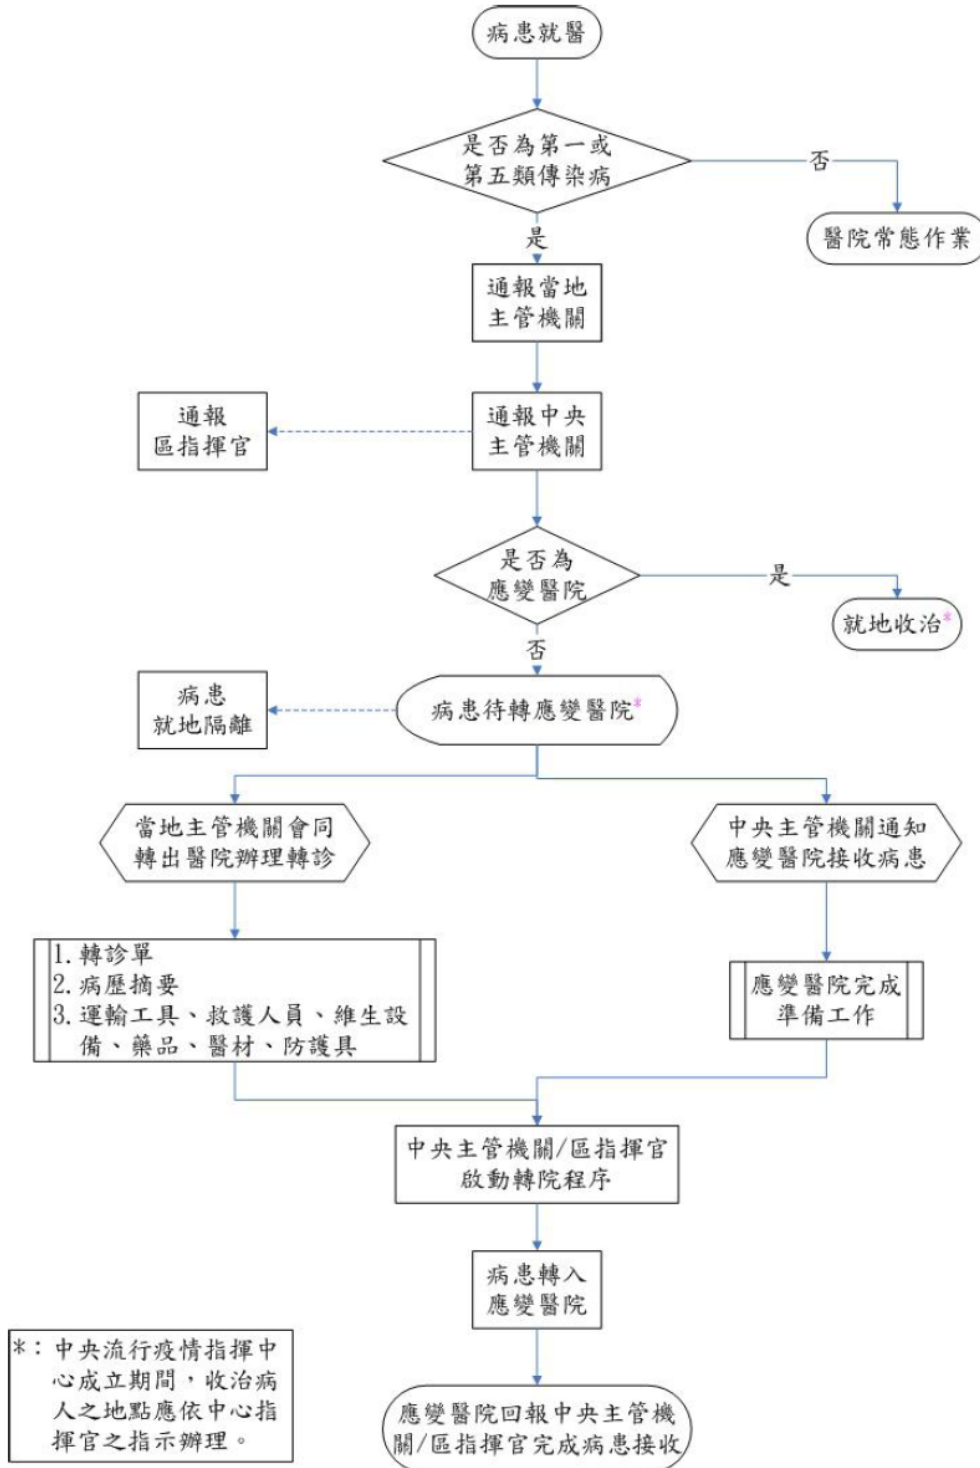 病患就醫
是否為第一或
第五類傳染病
否
醫院常態作業
是
通報當地
主管機關
通報
區指揮官
通報中央
主管機關
是否為
應變醫院
是
就地收治*
否
病患
就地隔離
病患待轉應變醫院*
當地主管機關會同
轉出醫院辦理轉診
中央主管機關通知
應變醫院接收病患
1.轉診單
2.病歷摘要
3.運輸工具、救護人員、維生設
備、藥品、醫材、防護具
應變醫院完成
準備工作
中央主管機關/區指揮官
啟動轉院程序
病患轉入
應變醫院
*：中央流行疫情指揮中
心成立期間，收治病
人之地點應依中心指
揮官之指示辦理。
應變醫院回報中央主管機
關/區指揮官完成病患接收